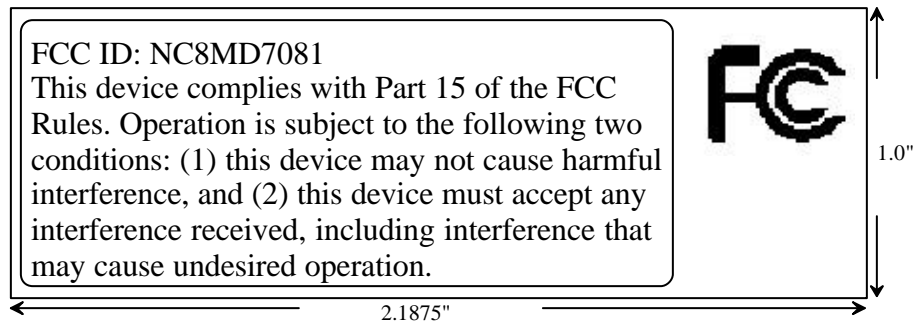 FCC ID: NC8MD7081
This device complies with Part 15 of the FCC
Rules. Operation is subject to the following two
conditions: (1) this device may not cause harmful
interference, and (2) this device must accept any
interference received, including interference that
may cause undesired operation.
FC
1.0"
2.1875"